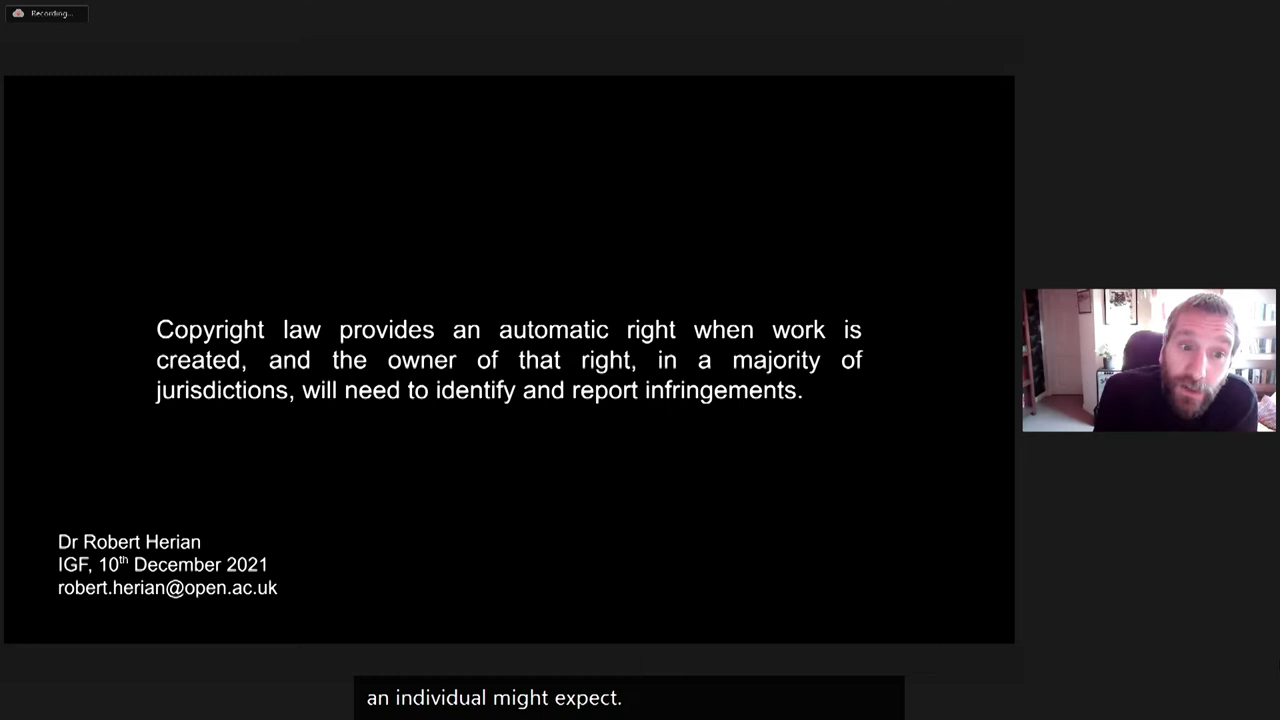 Recording...
Copyright law provides an automatic right when work is
created, and the owner of that right, in a majority of
jurisdictions, will need to identify and report infringements.
Dr Robert Herian
IGF, 10th December 2021
robert.herian@open.ac.uk
an individual might expect.